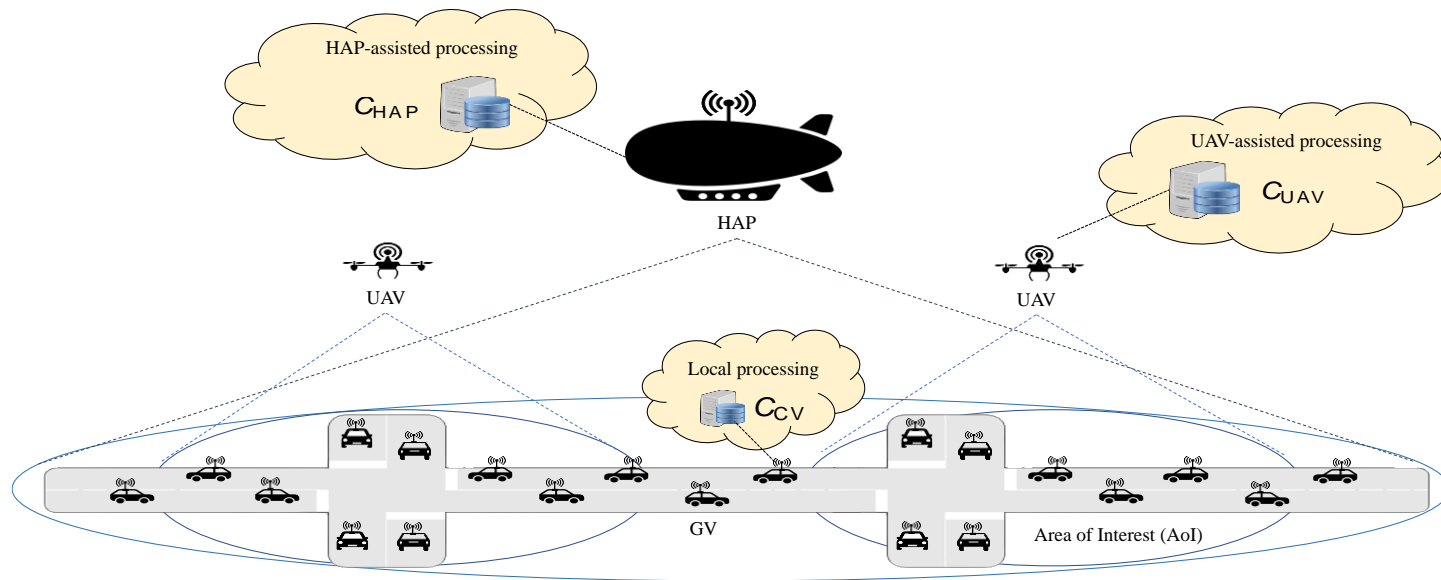 HAP-assisted processing
CHAP
UAV-assisted processing
CUAV
HAP
UAV
UAV
Local processing
CCV
GV
Area of Interest (AoI)